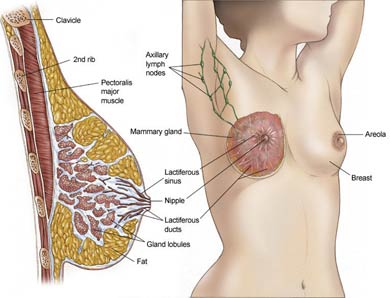 Clavicle
2nd rib
Pectoralis
major
muscle
Axillary
lymph
nodes
Mammary gland
Areola
Lactiferous
sinus
Nipple
Breast
Lactiferous
ducts
Gland lobules
Fat